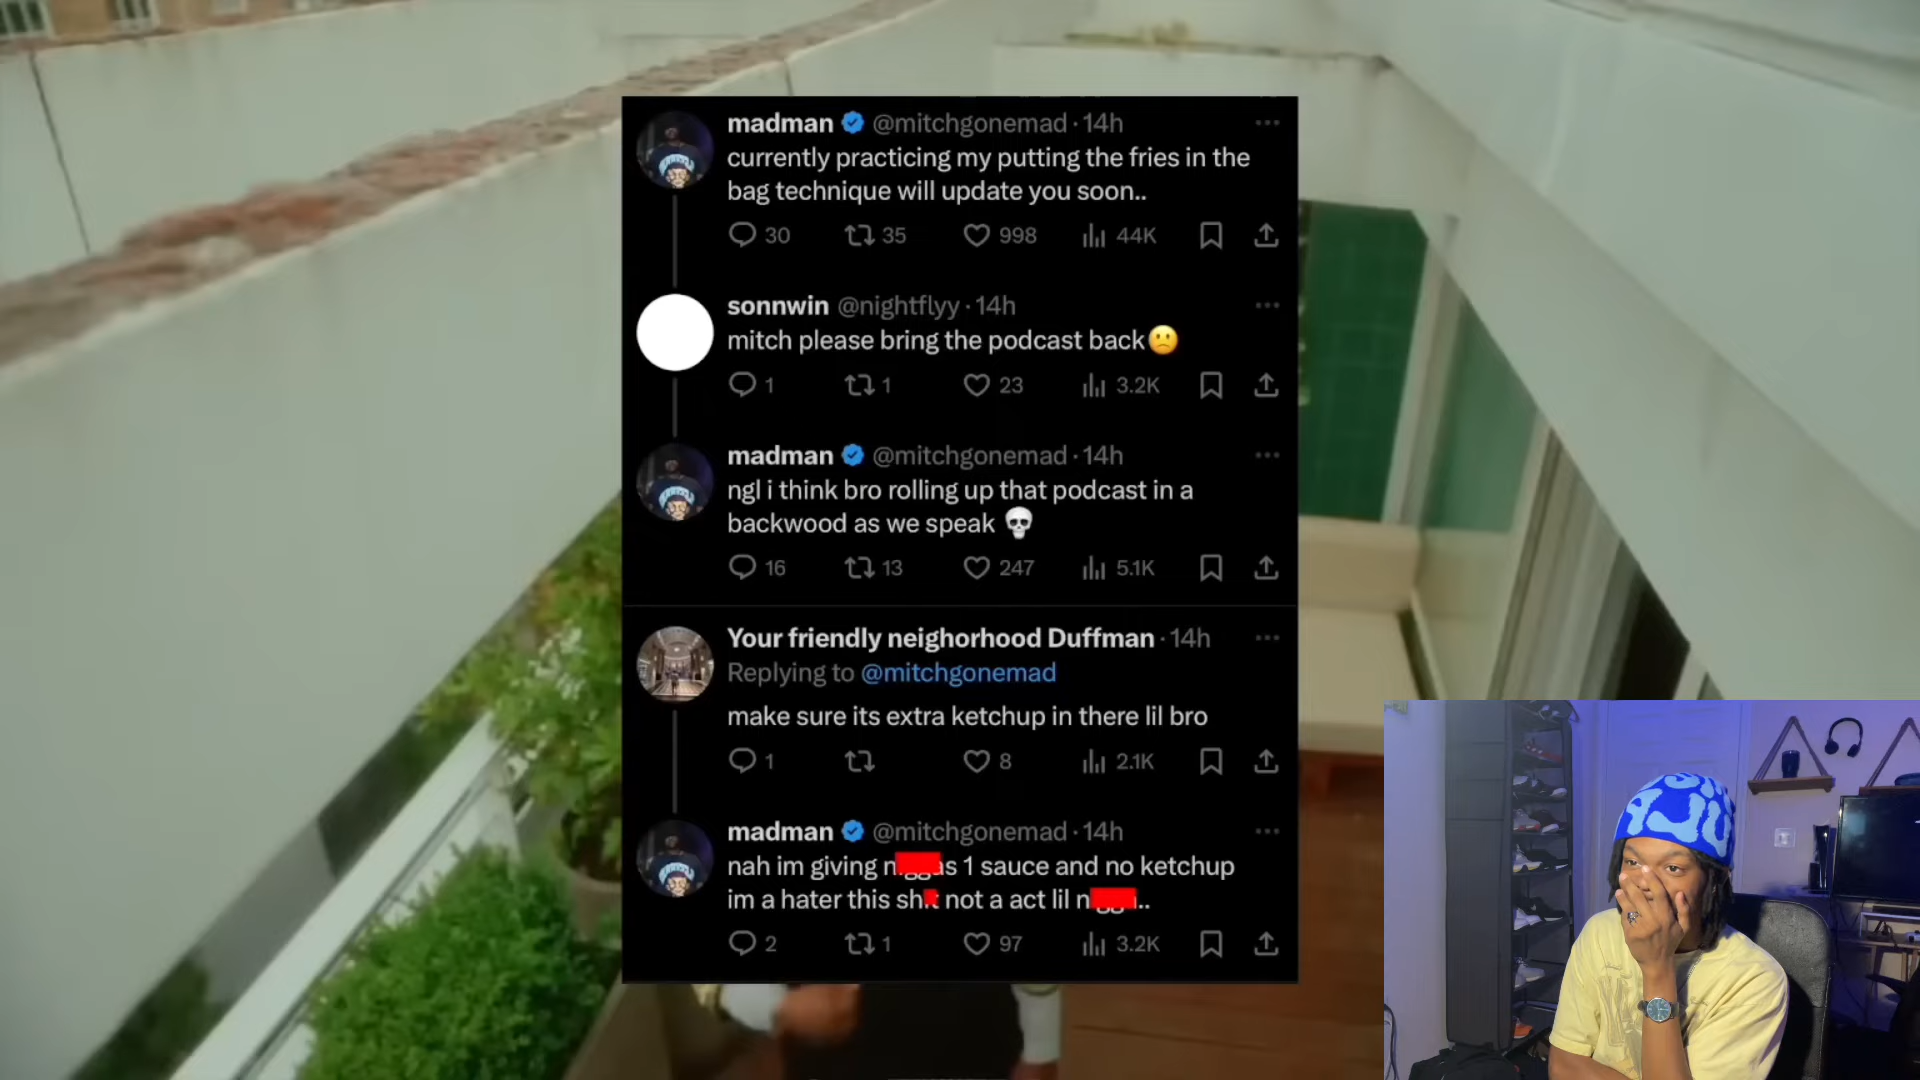 madman @mitchgonemad · 14h
currently practicing my putting the fries in the
bag technique will update you soon..
30 35 998 44K
sonnwin @nightflyy · 14h
mitch please bring the podcast back🙁
1 1 23 3.2K
madman @mitchgonemad · 14h
ngl i think bro rolling up that podcast in a
backwood as we speak 💀
16 13 247 5.1K
Your friendly neighorhood Duffman · 14h
Replying to @mitchgonemad
make sure its extra ketchup in there lil bro
1 8 2.1K
madman @mitchgonemad · 14h
nah im giving n s 1 sauce and no ketchup
im a hater this sh t not a act lil n ..
2 1 97 3.2K